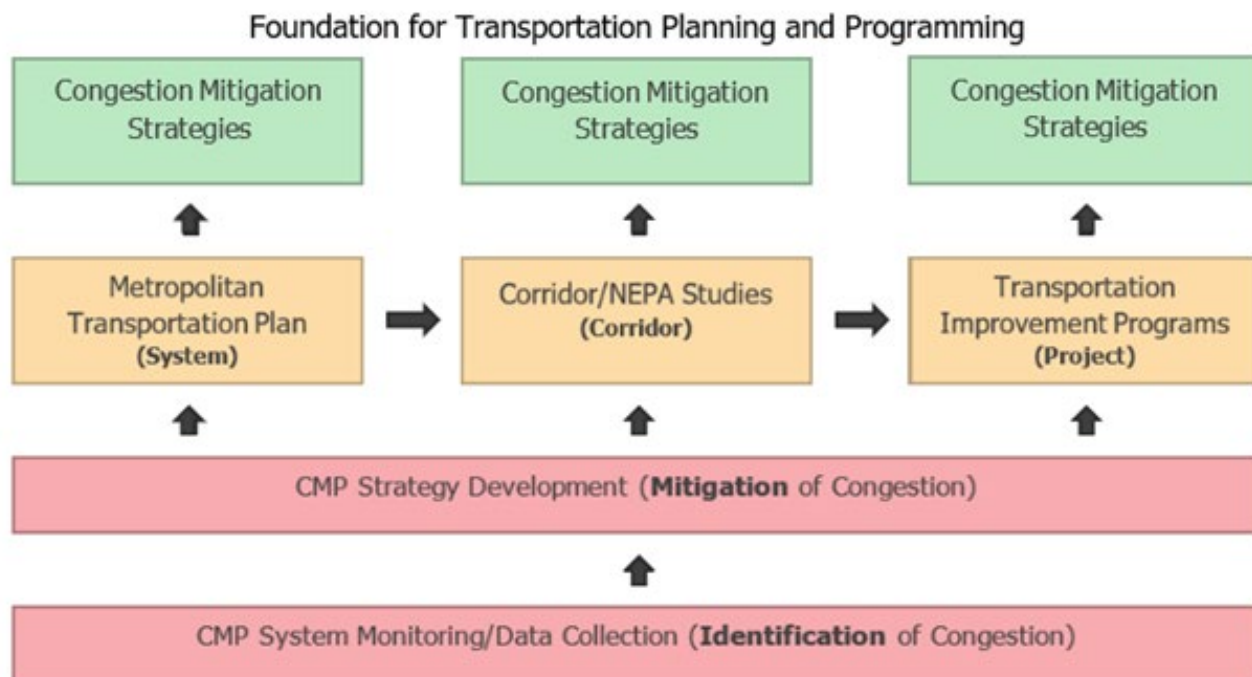 Foundation for Transportation Planning and Programming
Congestion Mitigation
Strategies
Congestion Mitigation
Strategies
Congestion Mitigation
Strategies
Metropolitan
Transportation Plan
(System)
Corridor/NEPA Studies
(Corridor)
Transportation
Improvement Programs
(Project)
CMP Strategy Development (Mitigation of Congestion)
CMP System Monitoring/Data Collection (Identification of Congestion)